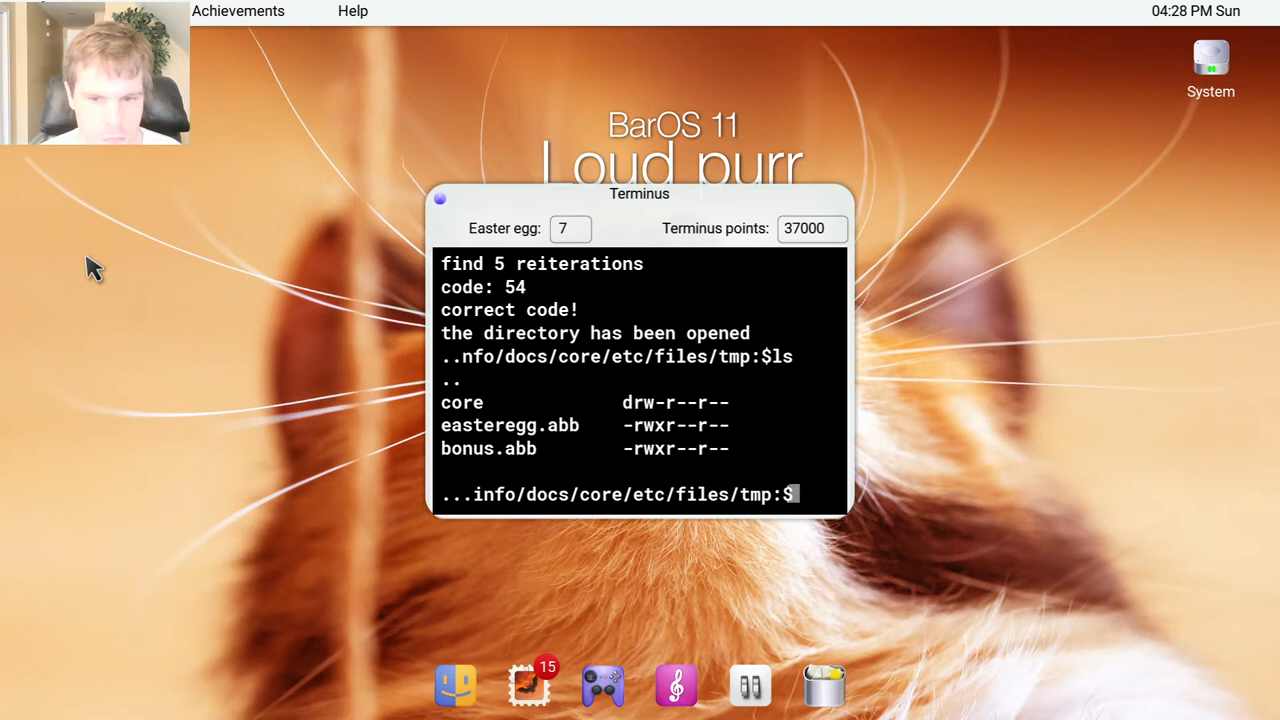 Achievements Help 04:28 PM Sun
System
BarOS 11
Loud purr
Terminus
Easter egg: 7 Terminus points: 37000
find 5 reiterations
code: 54
correct code!
the directory has been opened
..nfo/docs/core/etc/files/tmp:$ls
..
core drw-r--r--
easteregg.abb -rwxr--r--
bonus.abb -rwxr--r--
...info/docs/core/etc/files/tmp:$
15